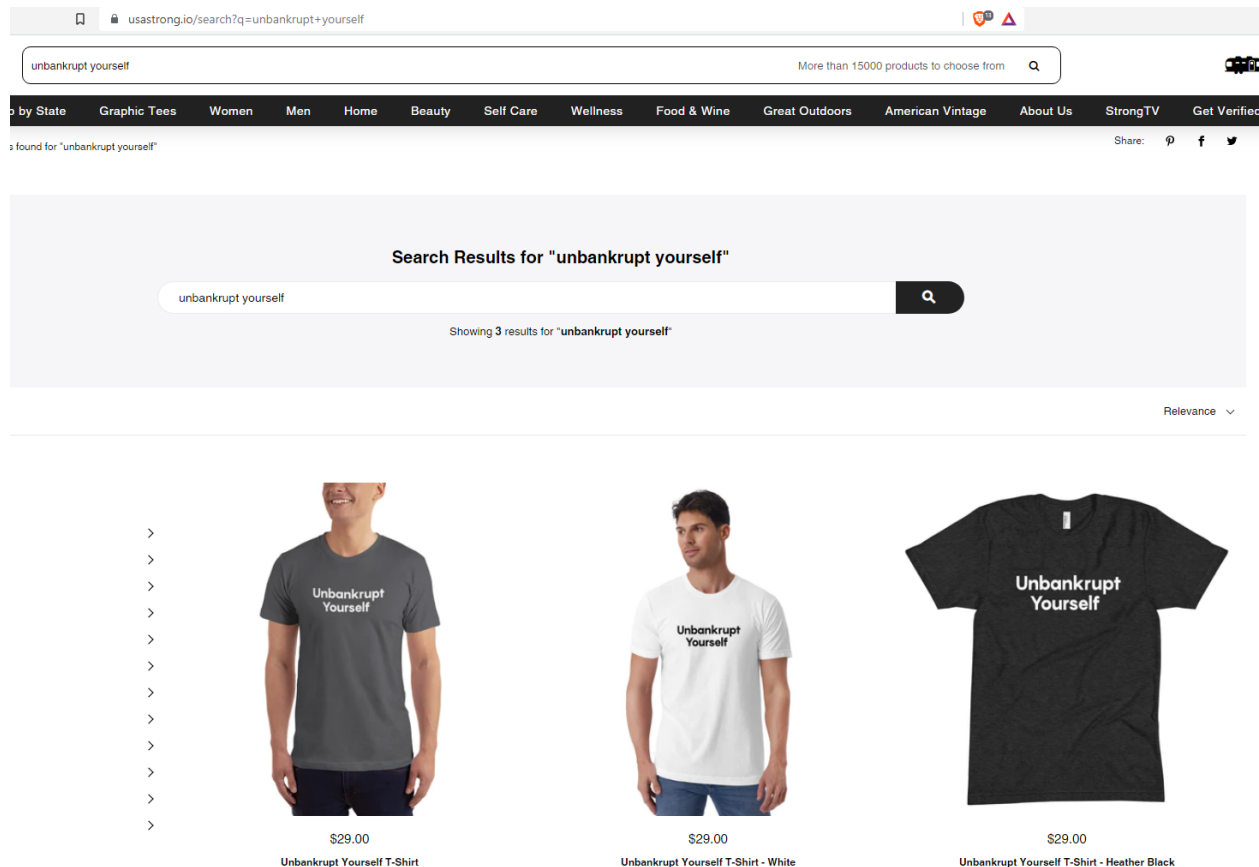 usastrong.io/search?q=unbankrupt+yourself
13
unbankrupt yourself
More than 15000 products to choose from
by State Graphic Tees Women Men Home Beauty Self Care Wellness Food & Wine Great Outdoors American Vintage About Us StrongTV Get Verified
s found for "unbankrupt yourself"
Share:
Search Results for "unbankrupt yourself"
unbankrupt yourself
Showing 3 results for "unbankrupt yourself"
Relevance
Unbankrupt
Yourself
Unbankrupt
Yourself
Unbankrupt
Yourself
$29.00
$29.00
$29.00
Unbankrupt Yourself T-Shirt
Unbankrupt Yourself T-Shirt - White
Unbankrupt Yourself T-Shirt - Heather Black